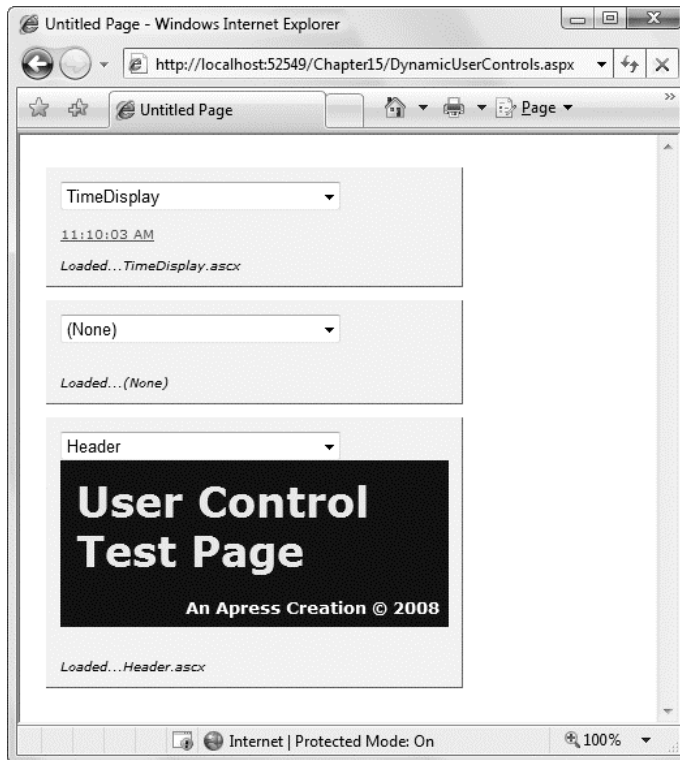 Untitled Page - Windows Internet Explorer
http://localhost:52549/Chapter15/DynamicUserControls.aspx
Untitled Page
Page
TimeDisplay
11:10:03 AM
Loaded...TimeDisplay.ascx
(None)
Loaded...(None)
Header
User Control
Test Page
An Apress Creation © 2008
Loaded...Header.ascx
Internet | Protected Mode: On
100%